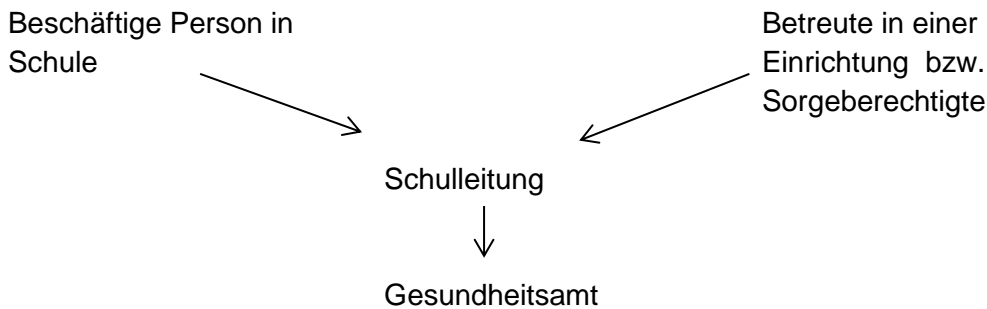 Beschäftige Person in
Schule
Betreute in einer
Einrichtung bzw.
Sorgeberechtigte
Schulleitung
Gesundheitsamt